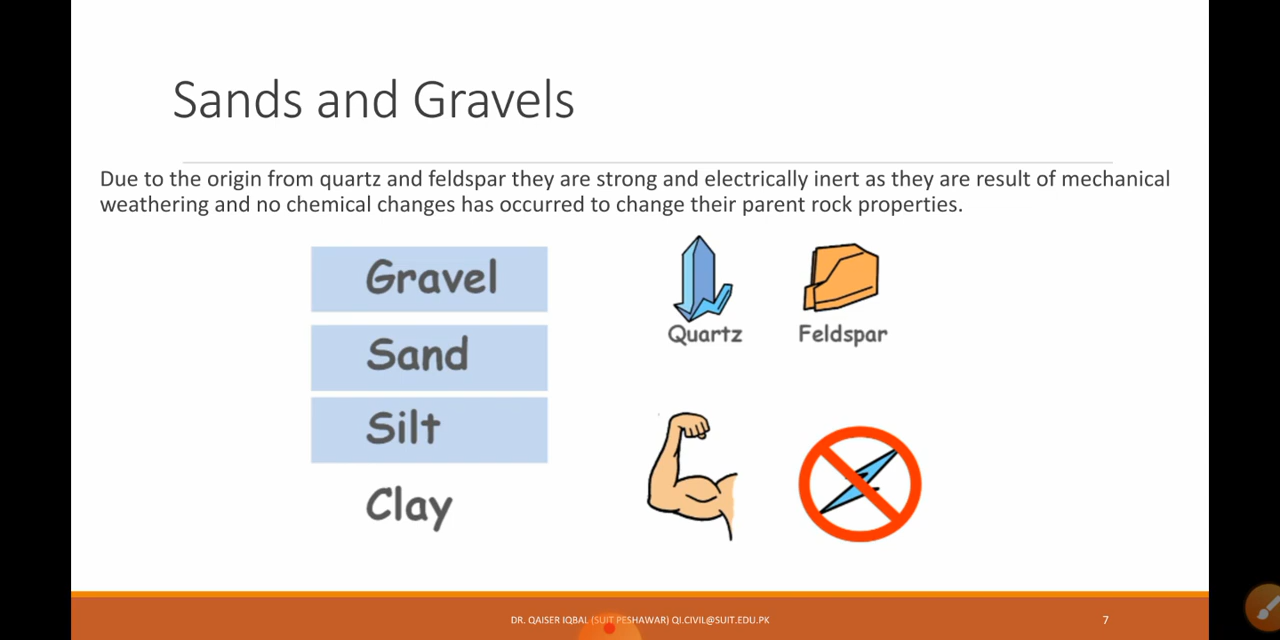 Sands and Gravels
Due to the origin from quartz and feldspar they are strong and electrically inert as they are result of mechanical
weathering and no chemical changes has occurred to change their parent rock properties.
Gravel
Sand
Silt
Clay
Quartz
Feldspar
DR. QAISER IQBAL (SUIT PESHAWAR) QI.CIVIL@SUIT.EDU.PK
7